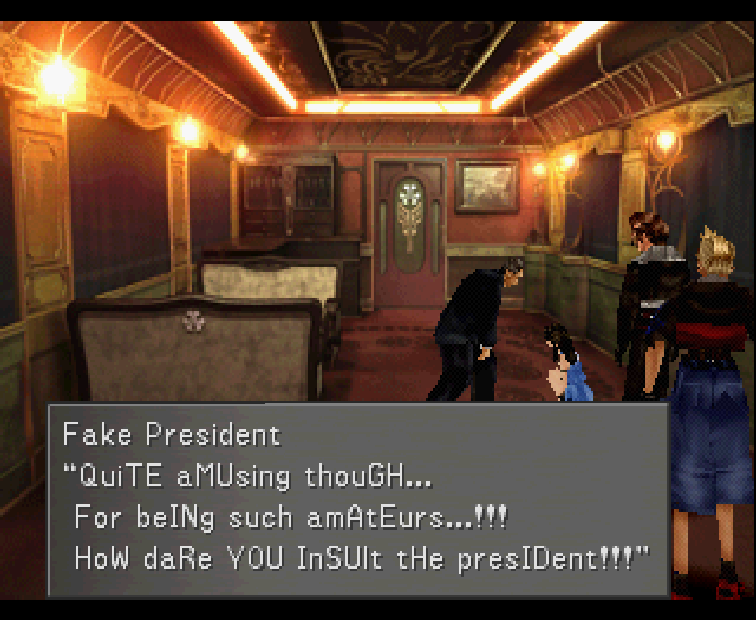 Fake President
“QuiTE aMUsing thouGH...
For beINg such amAtEurs...!!!
HoW daRe YOU InSUlt tHe presIDent!!!”